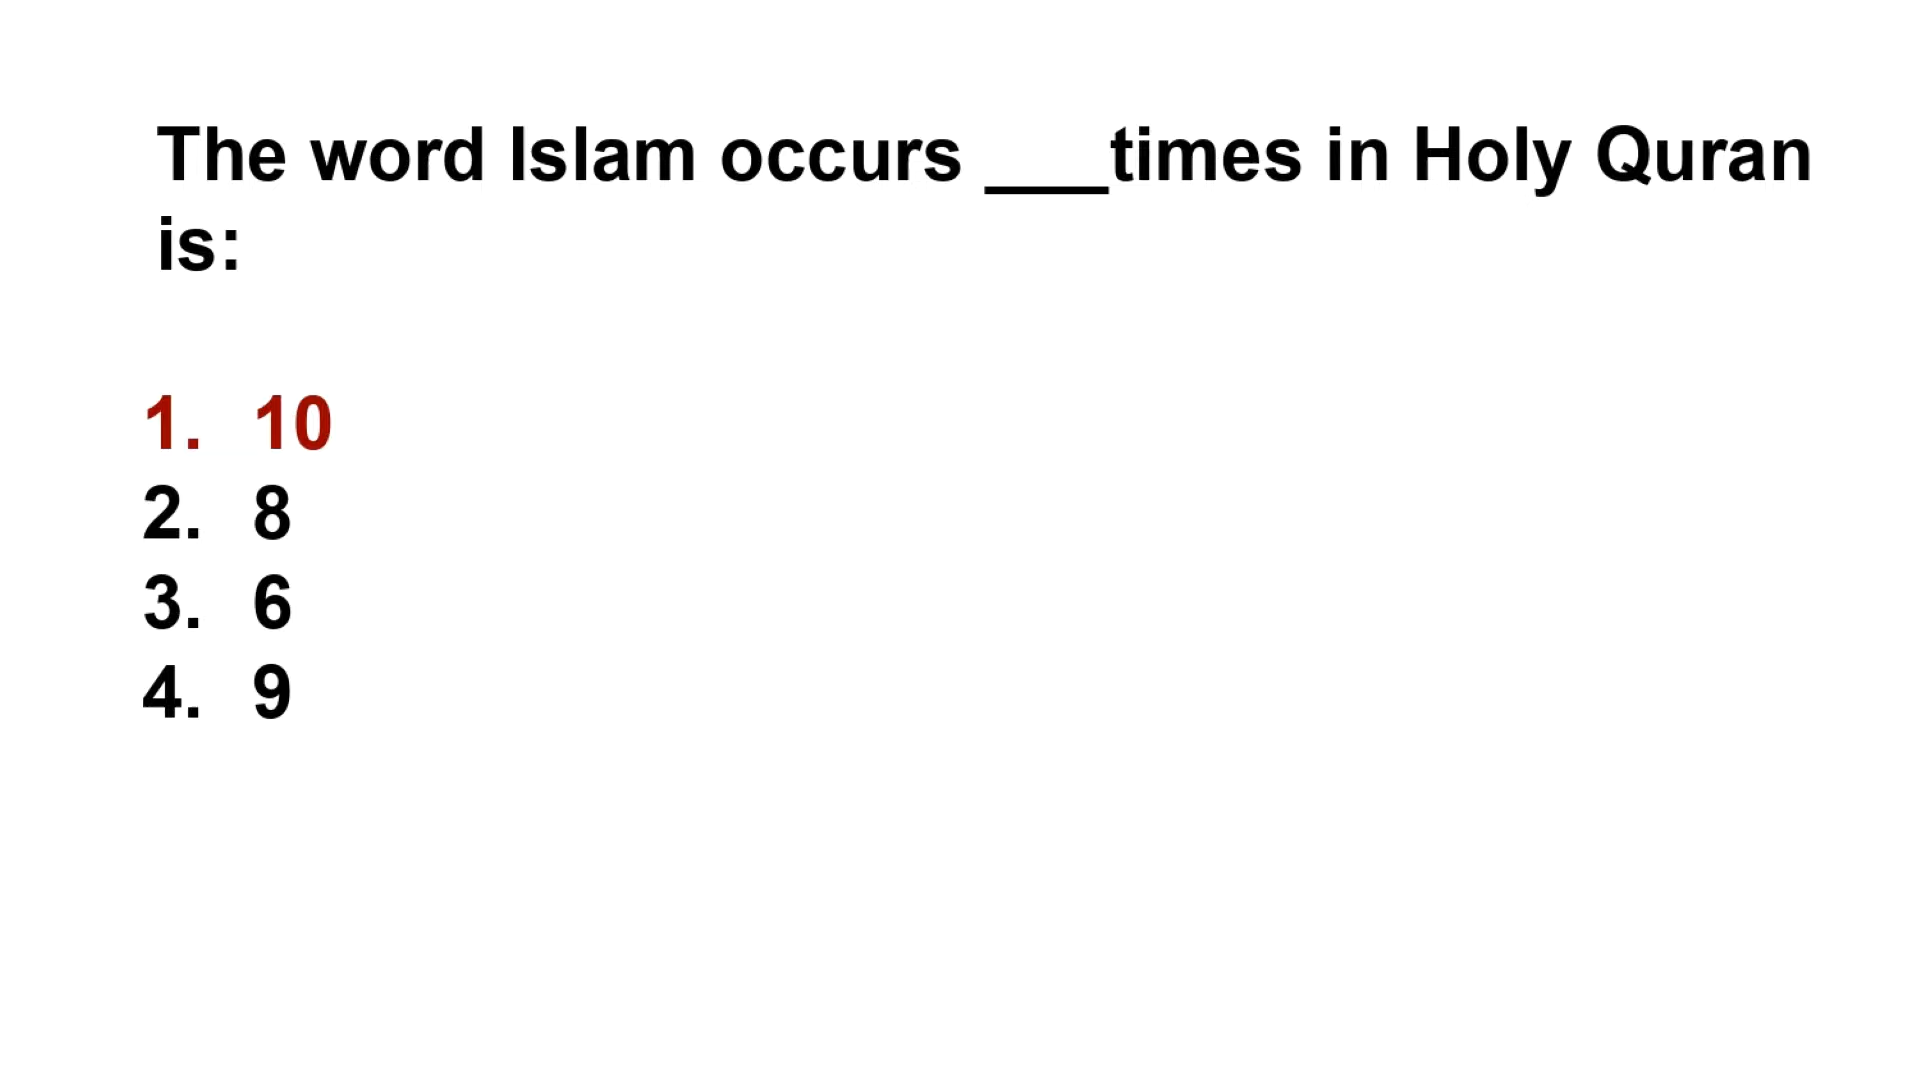 The word Islam occurs ___times in Holy Quran
is:
1. 10
2. 8
3. 6
4. 9